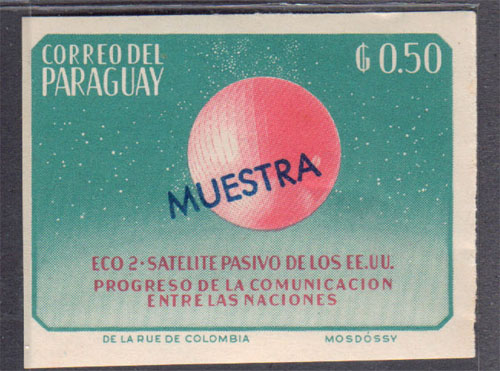 CORREO DEL
PARAGUAY
₲ 0.50
MUESTRA
ECO 2 · SATELITE PASIVO DE LOS EE.UU.
PROGRESO DE LA COMUNICACION
ENTRE LAS NACIONES
DE LA RUE DE COLOMBIA MOSDÓSSY